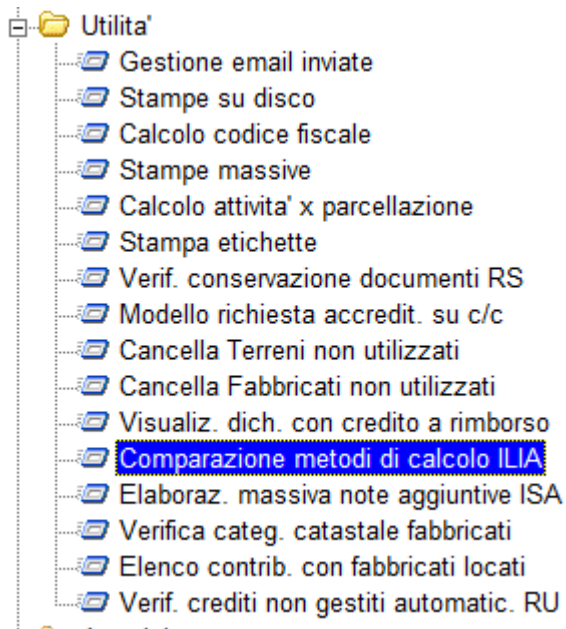 Utilita'
Gestione email inviate
Stampe su disco
Calcolo codice fiscale
Stampe massive
Calcolo attivita' x parcellazione
Stampa etichette
Verif. conservazione documenti RS
Modello richiesta accredit. su c/c
Cancella Terreni non utilizzati
Cancella Fabbricati non utilizzati
Visualiz. dich. con credito a rimborso
Comparazione metodi di calcolo ILIA
Elaboraz. massiva note aggiuntive ISA
Verifica categ. catastale fabbricati
Elenco contrib. con fabbricati locati
Verif. crediti non gestiti automatic. RU